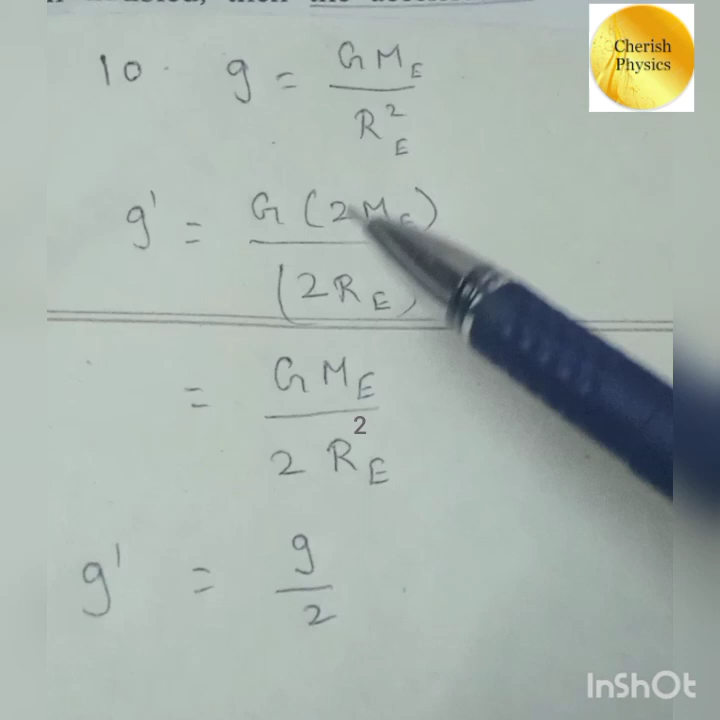 Cherish
Physics
10. g = GM_E / R_E^2
g' = G(2M_E) / (2R_E)
= GM_E / 2R_E^2
g' = g / 2
InShOt